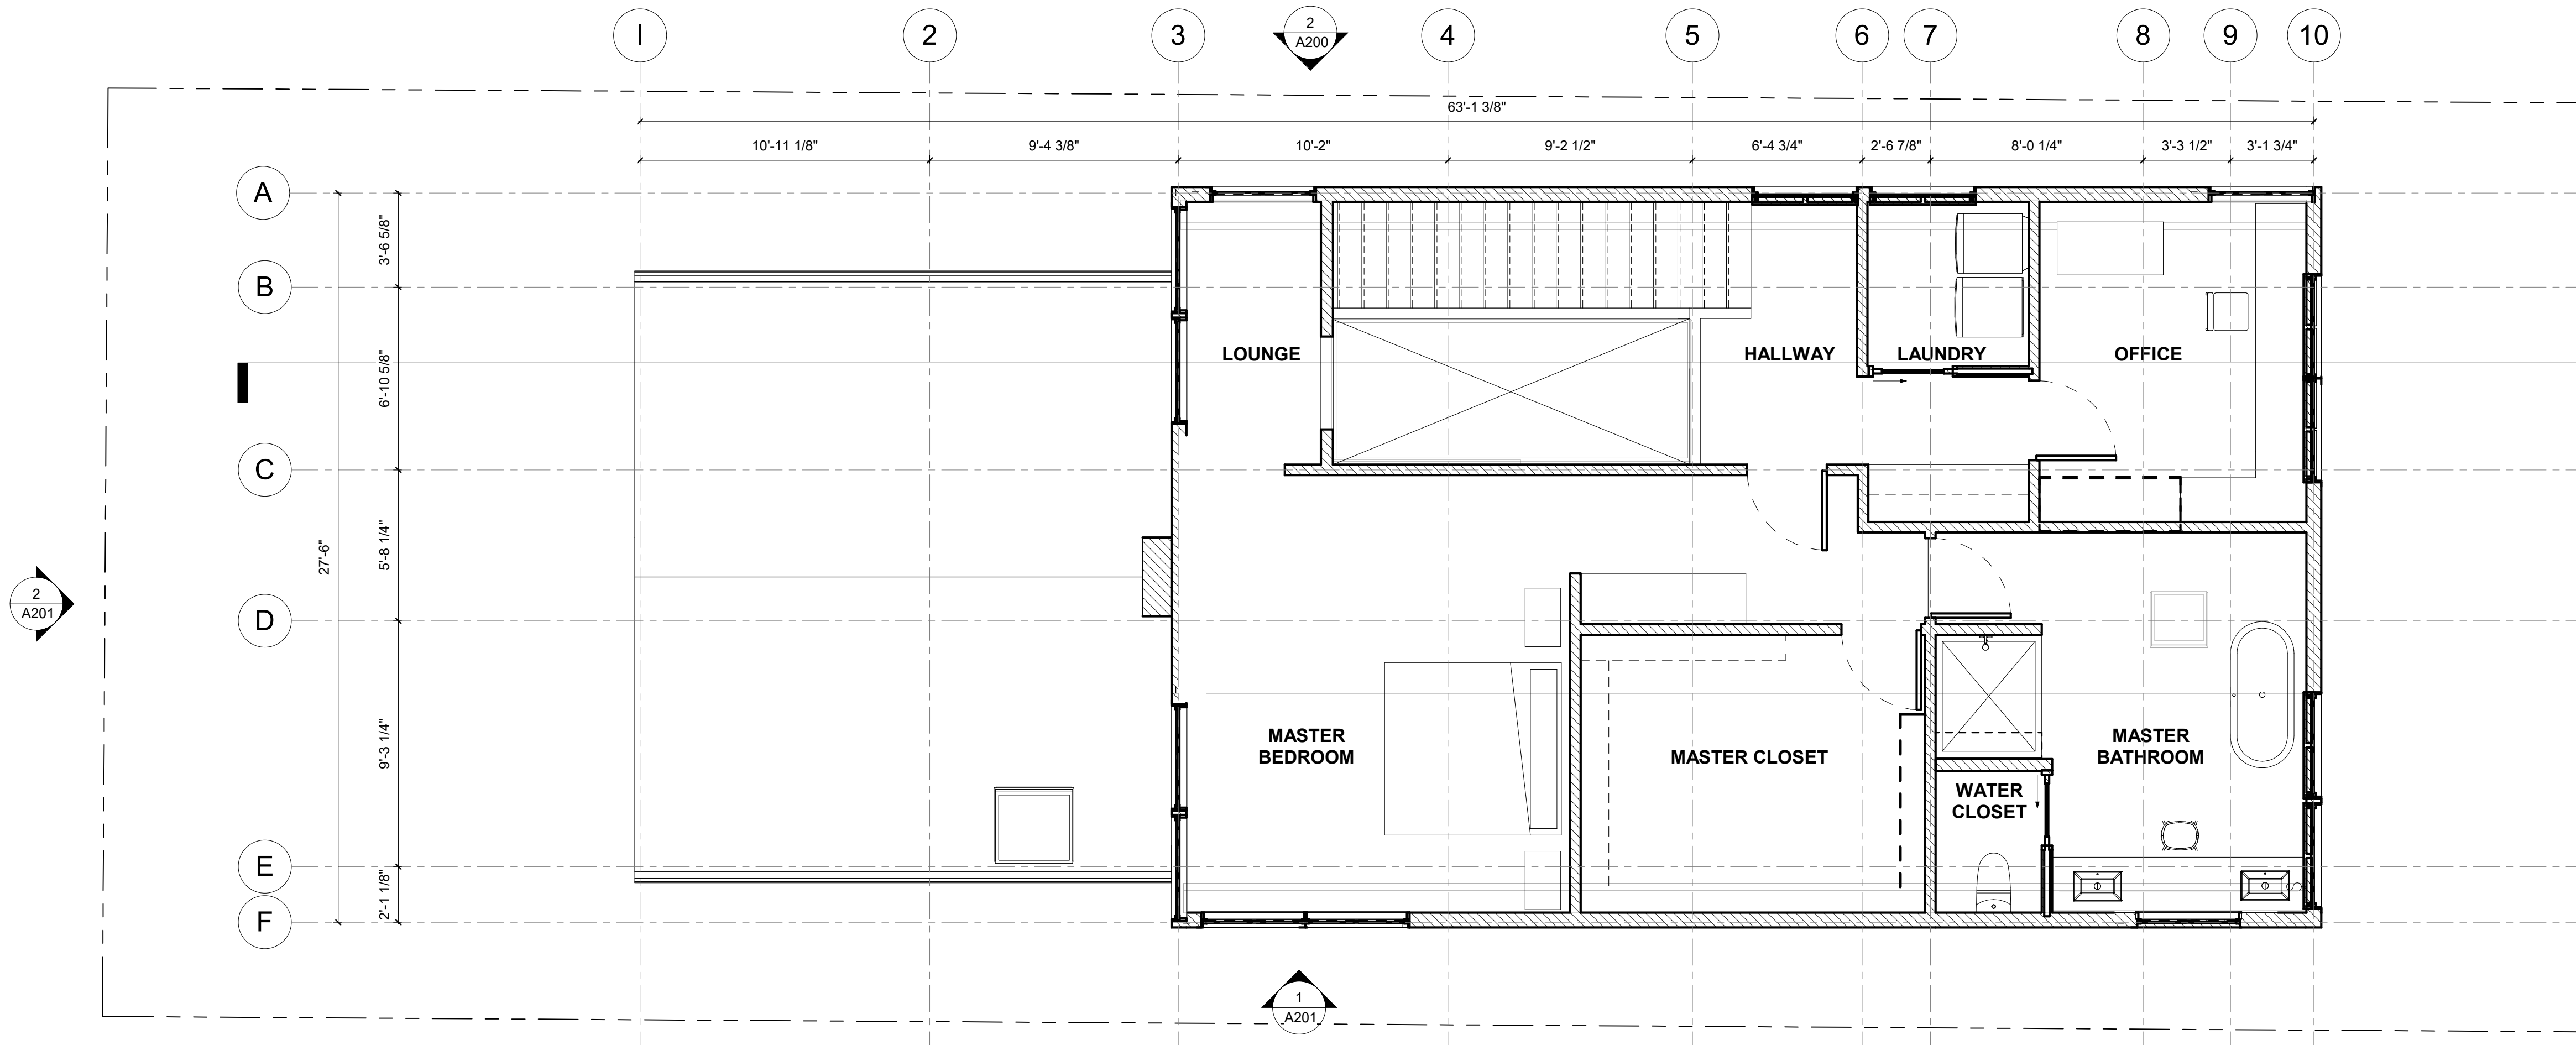 I 2 3 4 5 6 7 8 9 10
2
A200
63'-1 3/8"
10'-11 1/8" 9'-4 3/8" 10'-2" 9'-2 1/2" 6'-4 3/4" 2'-6 7/8" 8'-0 1/4" 3'-3 1/2" 3'-1 3/4"
A
3'-6 5/8"
B
6'-10 5/8"
LOUNGE HALLWAY LAUNDRY OFFICE
C
27'-6"
5'-8 1/4"
2
A201
D
9'-3 1/4"
MASTER
BEDROOM
MASTER CLOSET
MASTER
BATHROOM
WATER
CLOSET
E
2'-1 1/8"
F
1
A201